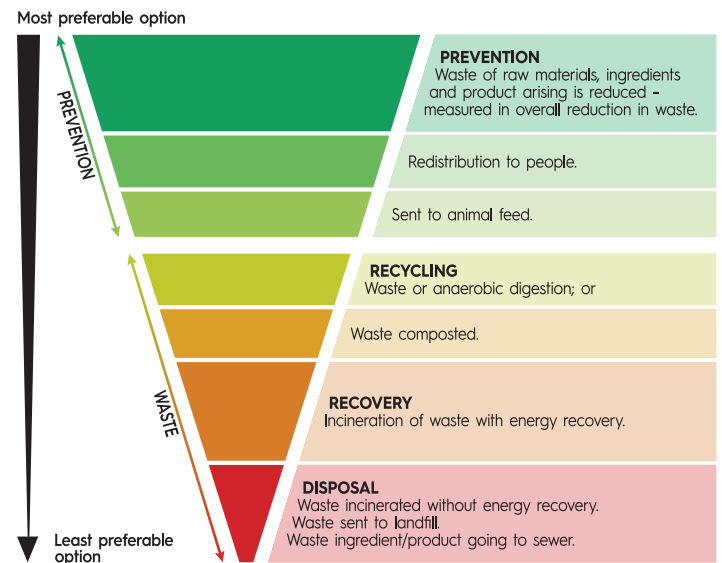 Most preferable option
PREVENTION
PREVENTION
Waste of raw materials, ingredients
and product arising is reduced -
measured in overall reduction in waste.
Redistribution to people.
Sent to animal feed.
WASTE
RECYCLING
Waste or anaerobic digestion; or
Waste composted.
RECOVERY
Incineration of waste with energy recovery.
DISPOSAL
Waste incinerated without energy recovery.
Waste sent to landfill.
Waste ingredient/product going to sewer.
Least preferable
option